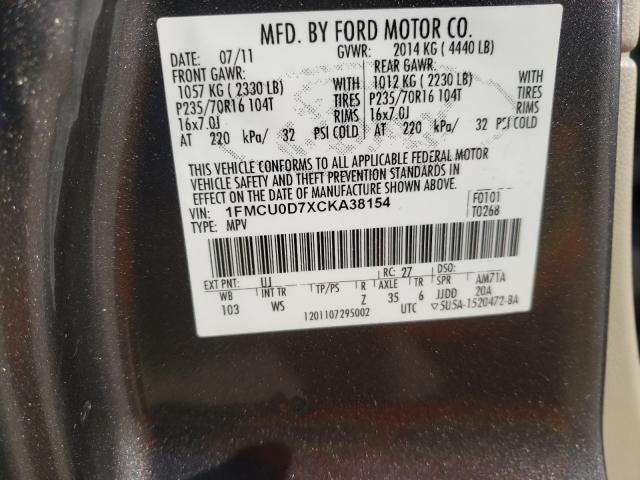 MFD. BY FORD MOTOR CO.
DATE: 07/11 GVWR: 2014 KG ( 4440 LB)
FRONT GAWR: REAR GAWR:
1057 KG ( 2330 LB) WITH 1012 KG ( 2230 LB) WITH
P235/70R16 104T TIRES P235/70R16 104T TIRES
16x7.0J RIMS 16x7.0J RIMS
AT 220 kPa/ 32 PSI COLD AT 220 kPa/ 32 PSI COLD
THIS VEHICLE CONFORMS TO ALL APPLICABLE FEDERAL MOTOR
VEHICLE SAFETY AND THEFT PREVENTION STANDARDS IN
EFFECT ON THE DATE OF MANUFACTURE SHOWN ABOVE.
VIN: 1FMCU0D7XCKA38154 F0101
TYPE: MPV T0268
EXT PNT: UJ RC: 27 DSO:
WB INT TR TP/PS R AXLE TR SPR AM71A
103 WS Z 35 6 JJDD 20A
1201107295002 UTC ▽5U5A-1520472-BA